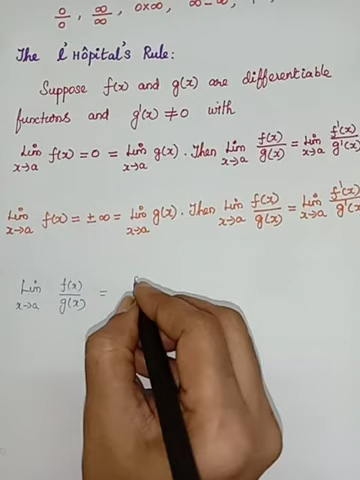 0/0 , ∞/∞ , 0×∞ , ∞-∞ ,
The l' Hôpital's Rule:
Suppose f(x) and g(x) are differentiable
functions and g'(x) ≠ 0 with
Lim x→a f(x) = 0 = Lim x→a g(x) . Then Lim x→a f(x)/g(x) = Lim x→a f'(x)/g'(x)
Lim x→a f(x) = ±∞ = Lim x→a g(x). Then Lim x→a f(x)/g(x) = Lim x→a f'(x)/g'(x)
Lim x→a f(x)/g(x) =